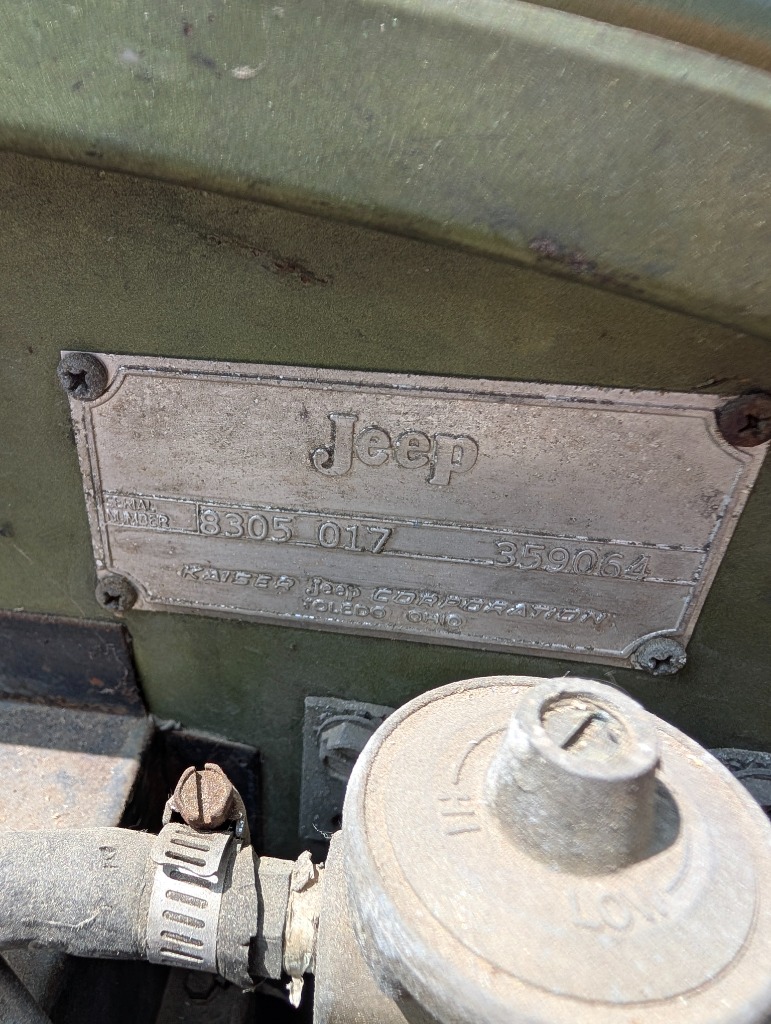 Jeep
SERIAL
NUMBER
8305 017 359064
KAISER Jeep CORPORATION
TOLEDO OHIO
HI
LOW